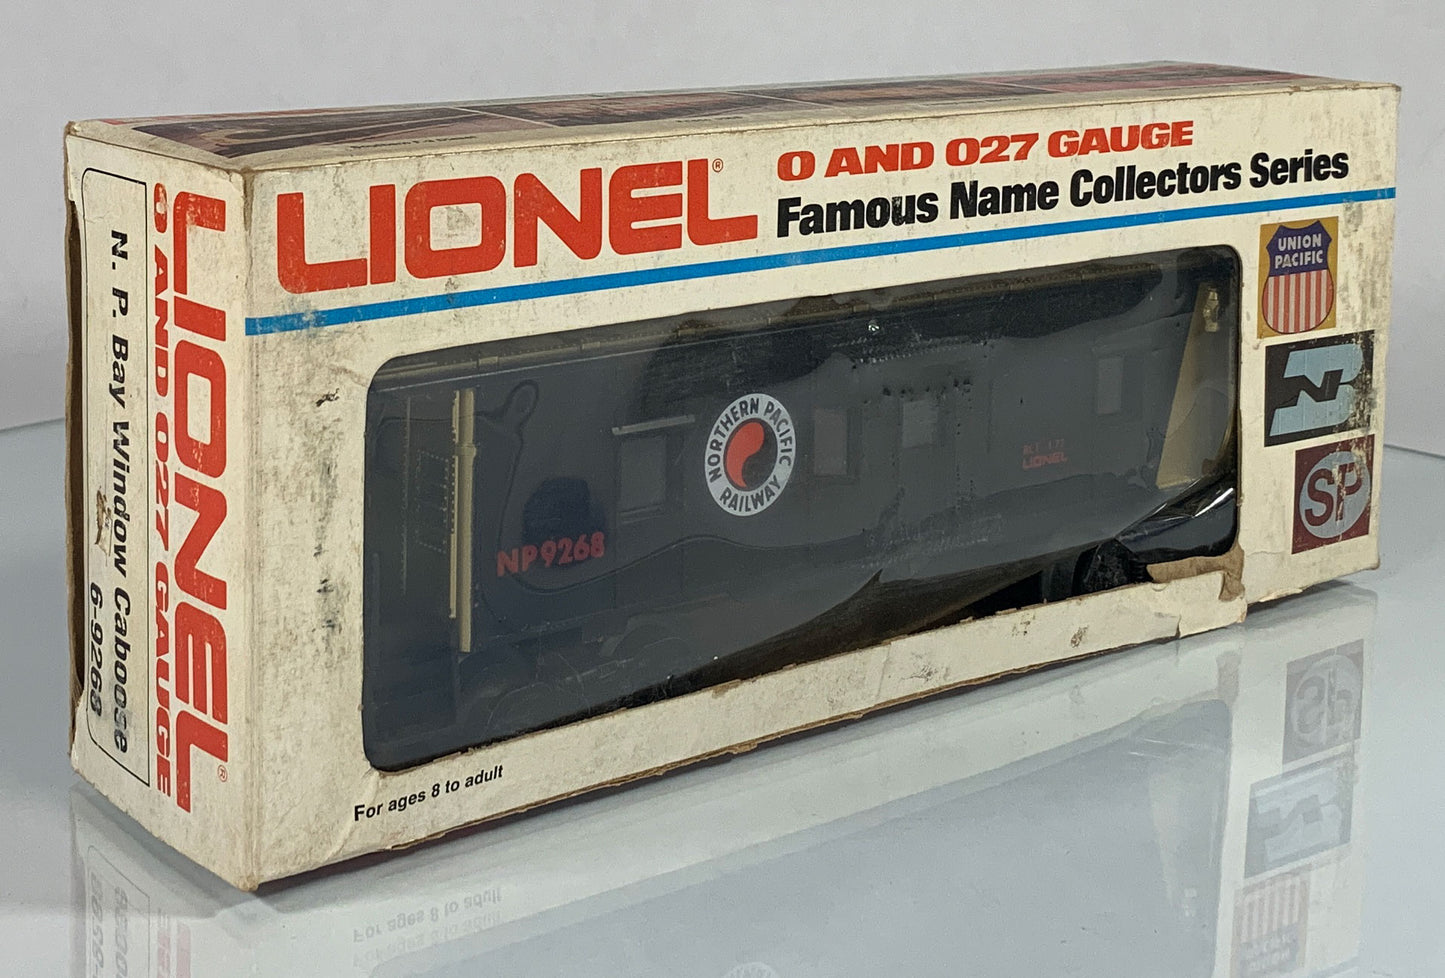 LIONEL®
O AND 027 GAUGE
N. P. Bay Window Caboose
6-9268
LIONEL®
O AND 027 GAUGE
Famous Name Collectors Series
UNION
PACIFIC
BN
SP
NORTHERN PACIFIC
RAILWAY
NP9268
LIONEL
For ages 8 to adult